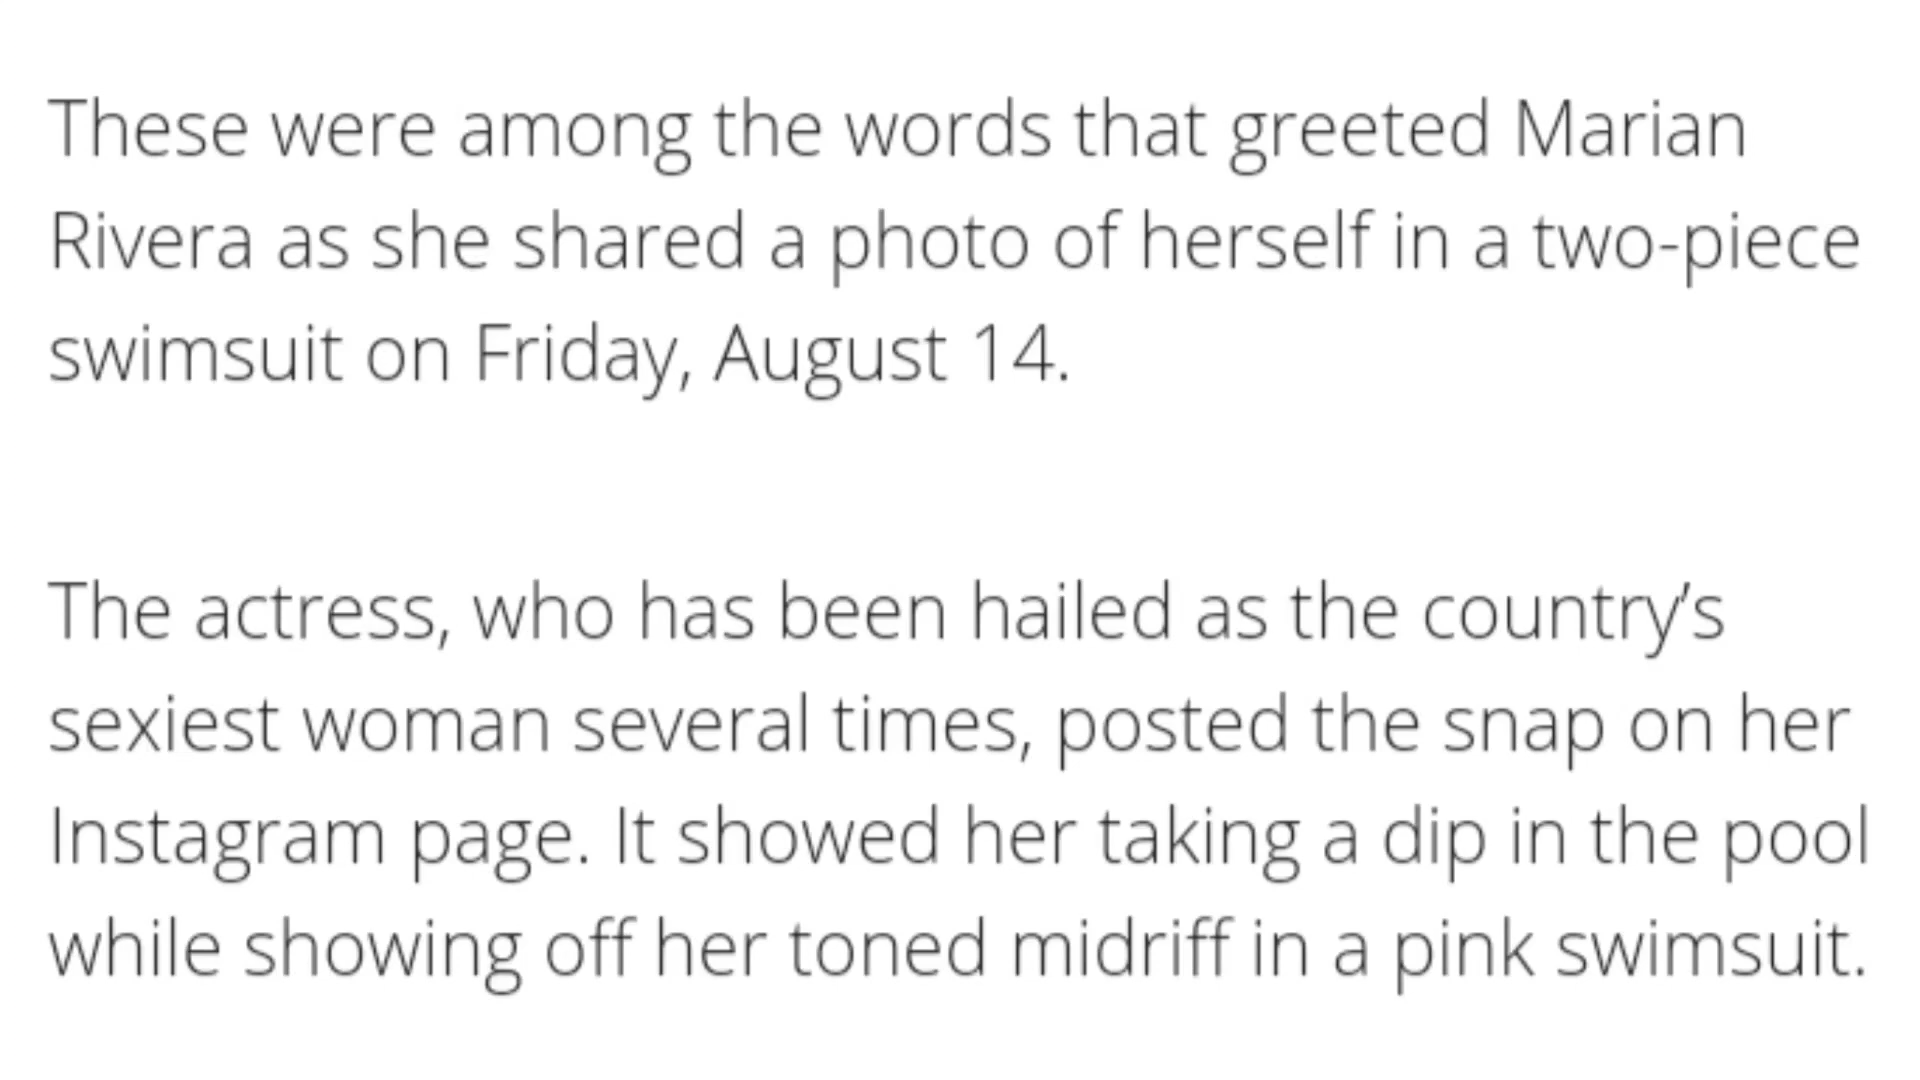 These were among the words that greeted Marian
Rivera as she shared a photo of herself in a two-piece
swimsuit on Friday, August 14.
The actress, who has been hailed as the country’s
sexiest woman several times, posted the snap on her
Instagram page. It showed her taking a dip in the pool
while showing off her toned midriff in a pink swimsuit.